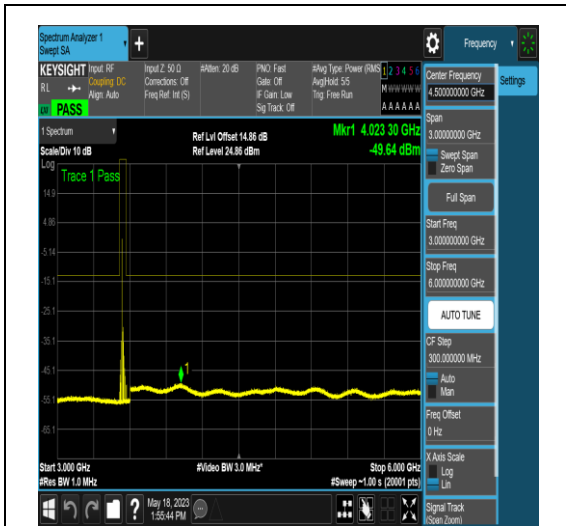 Spectrum Analyzer 1
Swept SA
+
Frequency
KEYSIGHT
RL
PASS
Input: RF
Coupling: DC
Align: Auto
Input Z: 50 Ω
Corrections: Off
Freq Ref: Int (S)
#Atten: 20 dB
PNO: Fast
Gate: Off
IF Gain: Low
Sig Track: Off
#Avg Type: Power (RMS
Avg|Hold: 5/5
Trig: Free Run
1 2 3 4 5 6
M W W W W W
A A A A A A
1 Spectrum
Scale/Div 10 dB
Ref Lvl Offset 14.86 dB
Ref Level 24.86 dBm
Mkr1 4.023 30 GHz
-49.64 dBm
Log
Trace 1 Pass
14.9
4.86
-5.14
-15.1
-25.1
-35.1
-45.1
-55.1
-65.1
1
Start 3.000 GHz
#Res BW 1.0 MHz
#Video BW 3.0 MHz*
Stop 6.000 GHz
#Sweep ~1.00 s (20001 pts)
Center Frequency
4.500000000 GHz
Settings
Span
3.00000000 GHz
Swept Span
Zero Span
Full Span
Start Freq
3.000000000 GHz
Stop Freq
6.000000000 GHz
AUTO TUNE
CF Step
300.000000 MHz
Auto
Man
Freq Offset
0 Hz
X Axis Scale
Log
Lin
Signal Track
(Span Zoom)
?
May 18, 2023
1:55:44 PM